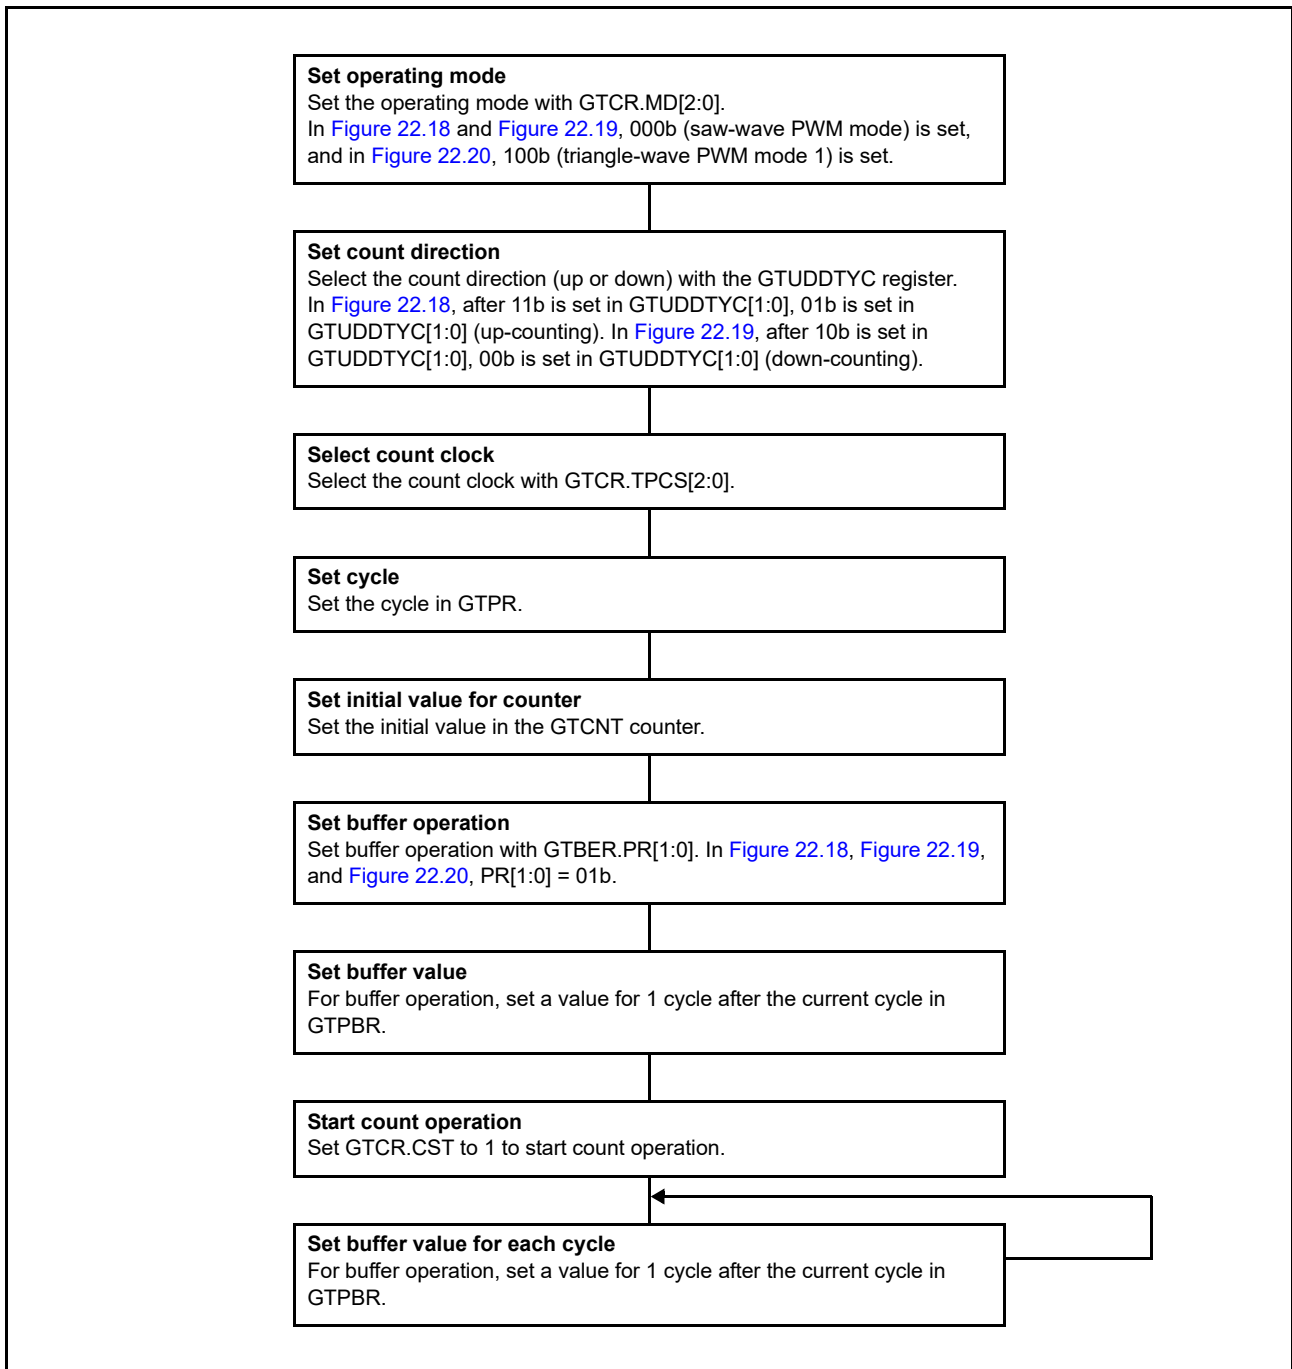 Set operating mode
Set the operating mode with GTCR.MD[2:0].
In Figure 22.18 and Figure 22.19, 000b (saw-wave PWM mode) is set,
and in Figure 22.20, 100b (triangle-wave PWM mode 1) is set.
Set count direction
Select the count direction (up or down) with the GTUDDTYC register.
In Figure 22.18, after 11b is set in GTUDDTYC[1:0], 01b is set in
GTUDDTYC[1:0] (up-counting). In Figure 22.19, after 10b is set in
GTUDDTYC[1:0], 00b is set in GTUDDTYC[1:0] (down-counting).
Select count clock
Select the count clock with GTCR.TPCS[2:0].
Set cycle
Set the cycle in GTPR.
Set initial value for counter
Set the initial value in the GTCNT counter.
Set buffer operation
Set buffer operation with GTBER.PR[1:0]. In Figure 22.18, Figure 22.19,
and Figure 22.20, PR[1:0] = 01b.
Set buffer value
For buffer operation, set a value for 1 cycle after the current cycle in
GTPBR.
Start count operation
Set GTCR.CST to 1 to start count operation.
Set buffer value for each cycle
For buffer operation, set a value for 1 cycle after the current cycle in
GTPBR.